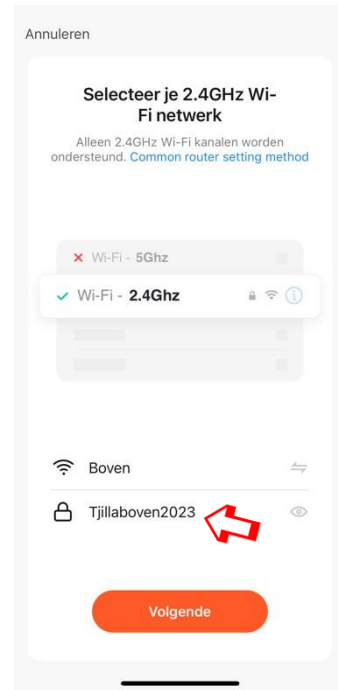 Annuleren
Selecteer je 2.4GHz Wi-
Fi netwerk
Alleen 2.4GHz Wi-Fi kanalen worden
ondersteund. Common router setting method
Wi-Fi - 5Ghz
Wi-Fi - 2.4Ghz
Boven
Tjillaboven2023
Volgende